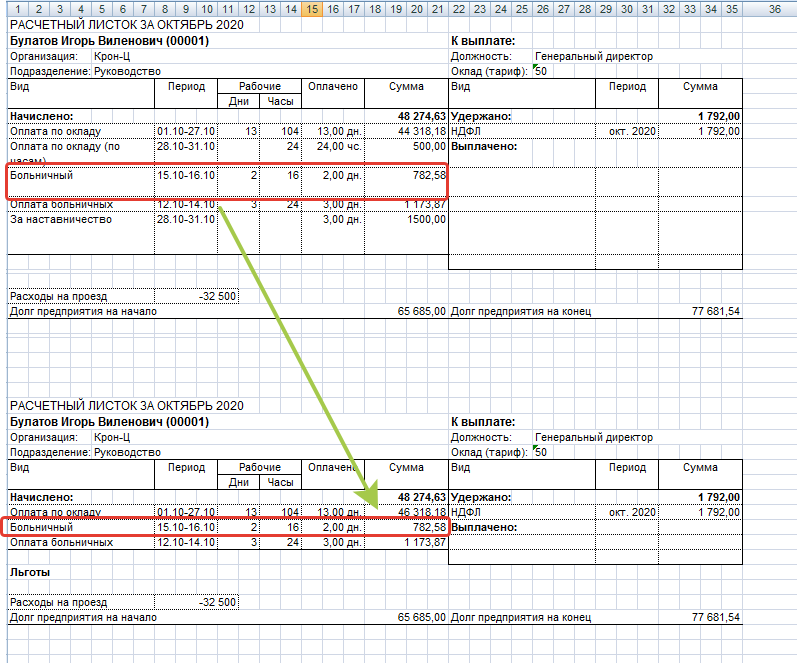 1 2 3 4 5 6 7 8 9 10 11 12 13 14 15 16 17 18 19 20 21 22 23 24 25 26 27 28 29 30 31 32 33 34 35 36
РАСЧЕТНЫЙ ЛИСТОК ЗА ОКТЯБРЬ 2020
Булатов Игорь Виленович (00001) К выплате:
Организация: Крон-Ц Должность: Генеральный директор
Подразделение: Руководство Оклад (тариф): 50
Вид Период Рабочие Оплачено Сумма Вид Период Сумма
Дни Часы
Начислено: 48 274,63 Удержано: 1 792,00
Оплата по окладу 01.10-27.10 13 104 13,00 дн. 44 318,18 НДФЛ окт. 2020 1 792,00
Оплата по окладу (по 28.10-31.10 24 24,00 чс. 500,00 Выплачено:
часам)
Больничный 15.10-16.10 2 16 2,00 дн. 782,58
Оплата больничных 12.10-14.10 3 24 3,00 дн. 1 173,87
За наставничество 28.10-31.10 3,00 дн. 1500,00
Расходы на проезд -32 500
Долг предприятия на начало 65 685,00 Долг предприятия на конец 77 681,54
РАСЧЕТНЫЙ ЛИСТОК ЗА ОКТЯБРЬ 2020
Булатов Игорь Виленович (00001) К выплате:
Организация: Крон-Ц Должность: Генеральный директор
Подразделение: Руководство Оклад (тариф): 50
Вид Период Рабочие Оплачено Сумма Вид Период Сумма
Дни Часы
Начислено: 48 274,63 Удержано: 1 792,00
Оплата по окладу 01.10-27.10 13 104 13,00 дн. 46 318,18 НДФЛ окт. 2020 1 792,00
Больничный 15.10-16.10 2 16 2,00 дн. 782,58 Выплачено:
Оплата больничных 12.10-14.10 3 24 3,00 дн. 1 173,87
Льготы
Расходы на проезд -32 500
Долг предприятия на начало 65 685,00 Долг предприятия на конец 77 681,54